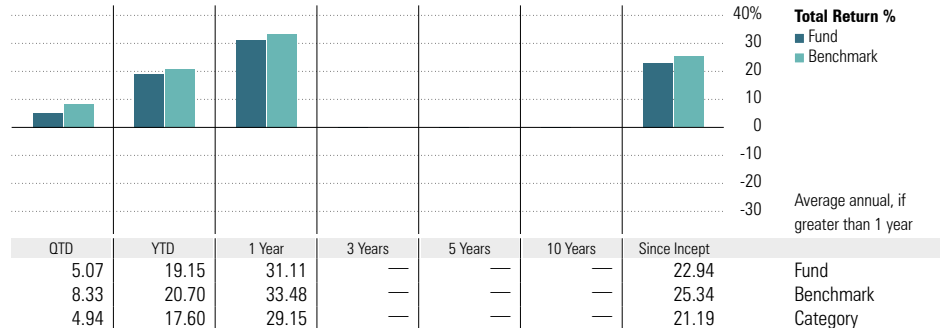 40%
30
20
10
0
-10
-20
-30
Total Return %
Fund
Benchmark
Average annual, if
greater than 1 year
QTD YTD 1 Year 3 Years 5 Years 10 Years Since Incept
5.07 19.15 31.11 — — — 22.94 Fund
8.33 20.70 33.48 — — — 25.34 Benchmark
4.94 17.60 29.15 — — — 21.19 Category